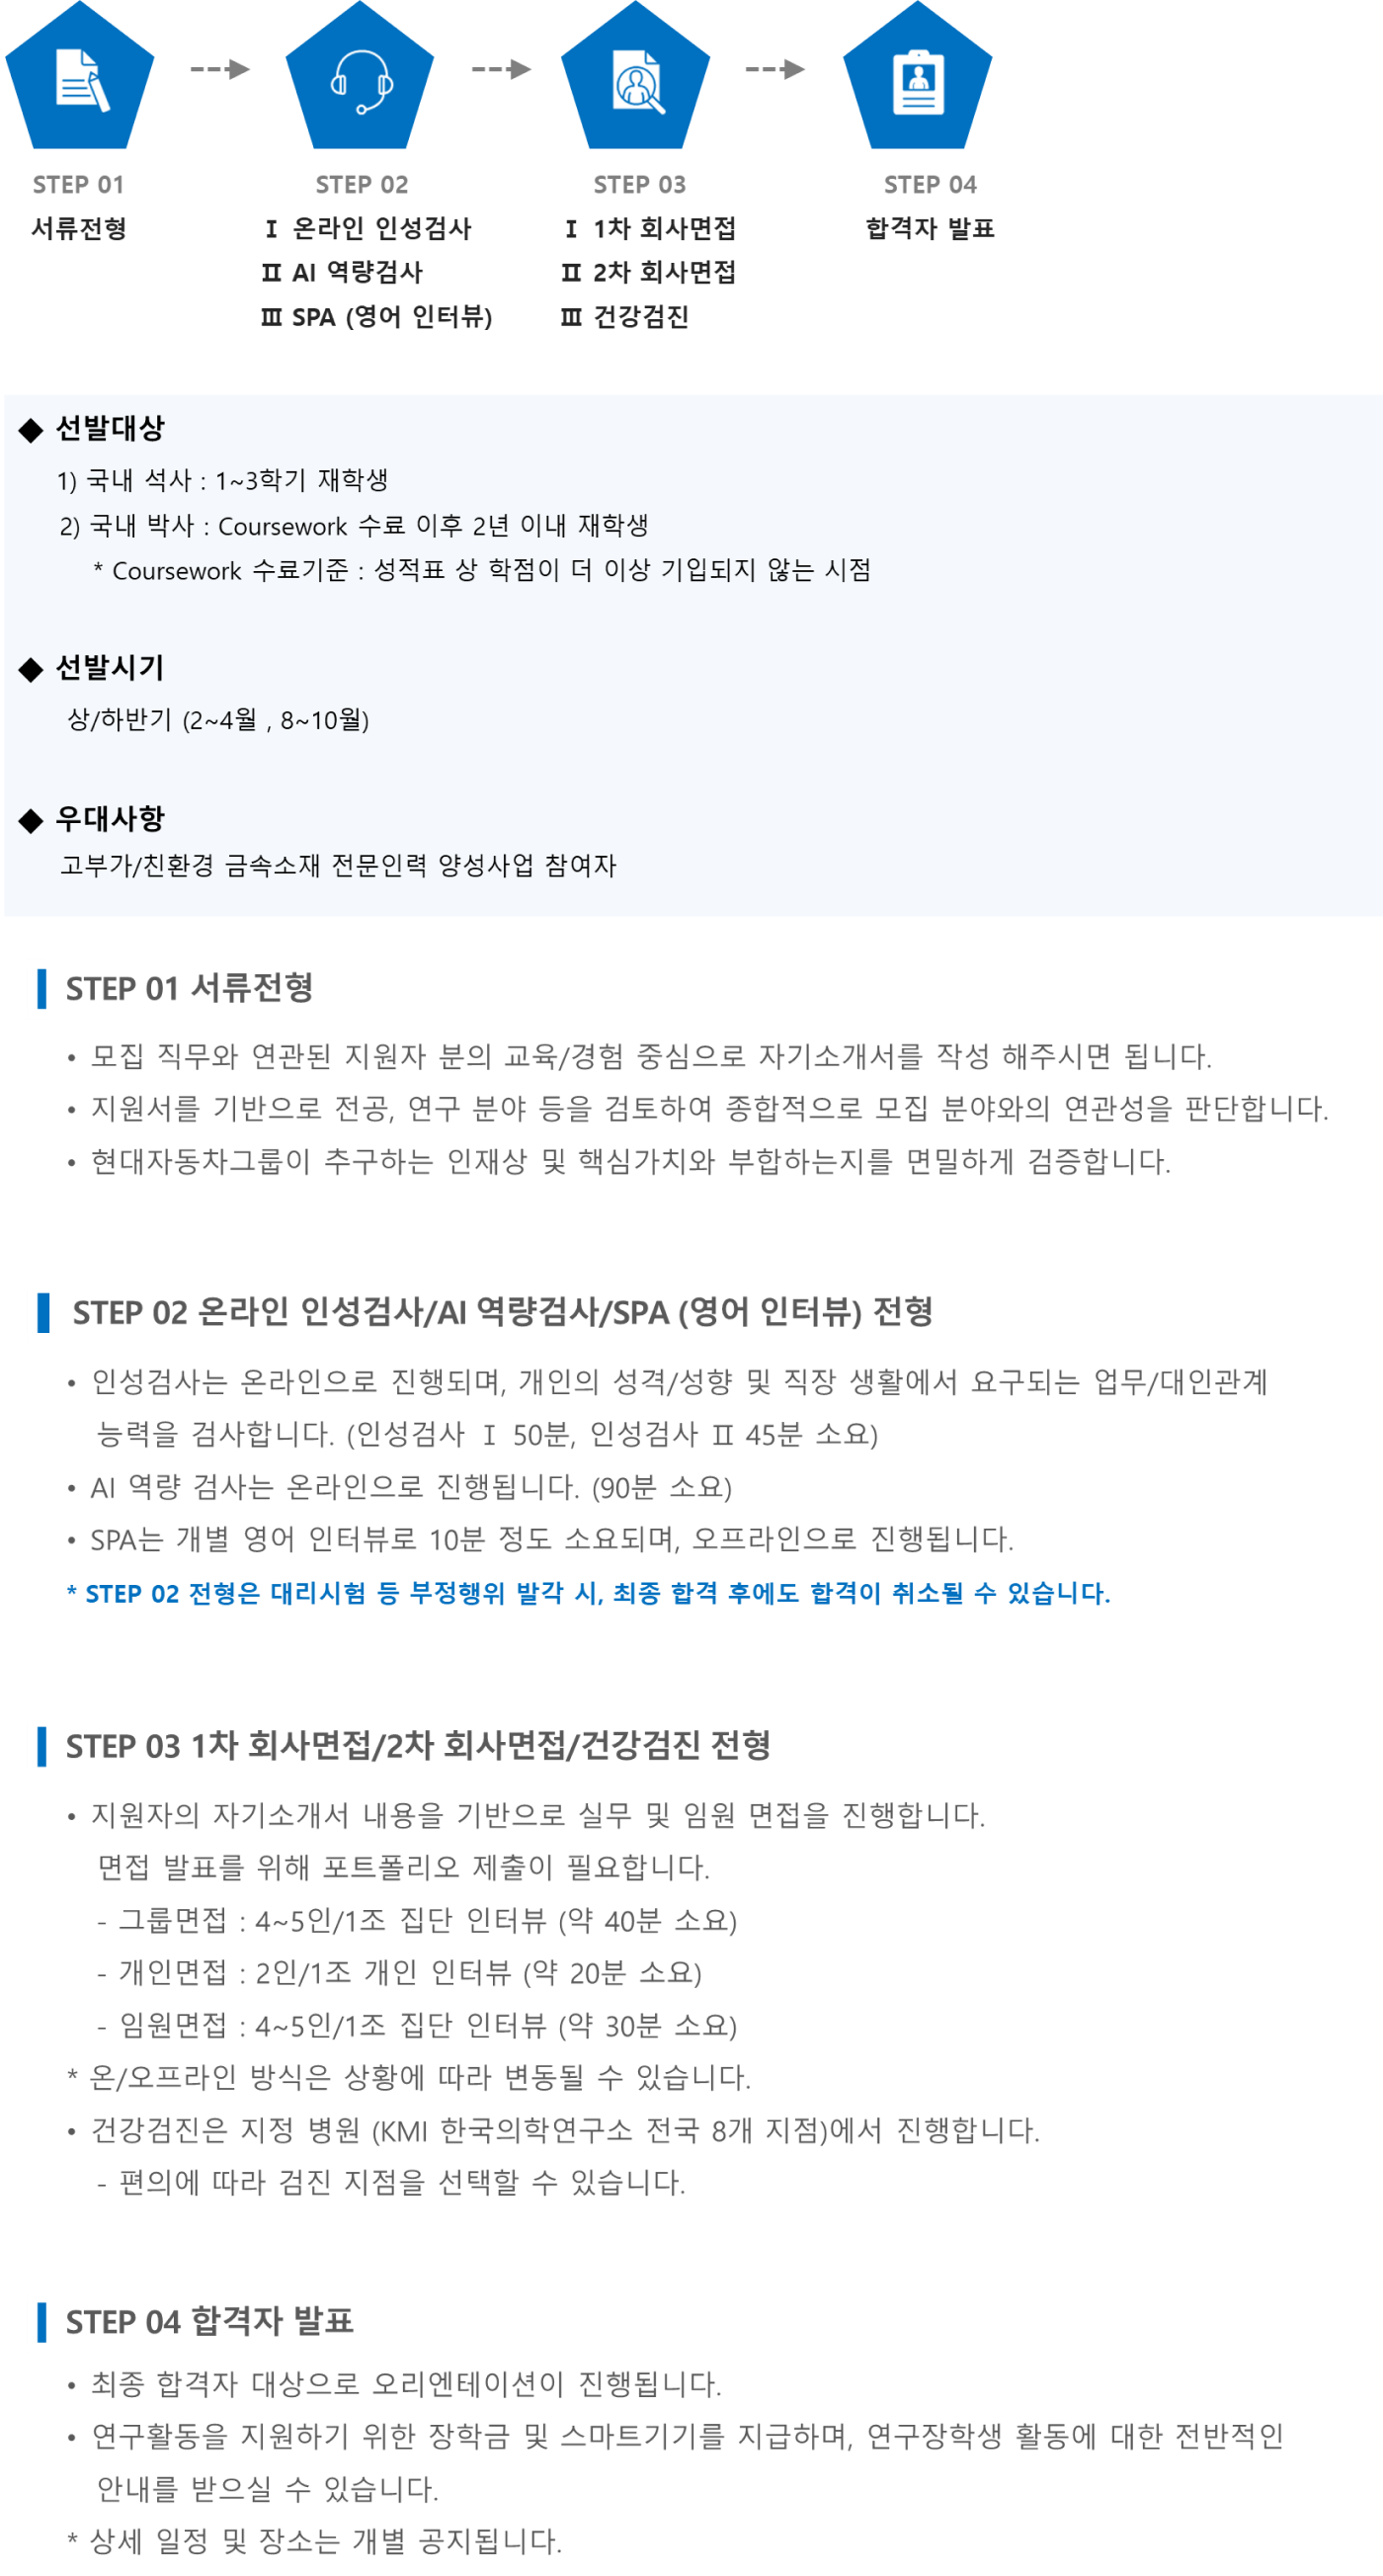 STEP 01
서류전형
STEP 02
Ⅰ 온라인 인성검사
Ⅱ AI 역량검사
Ⅲ SPA (영어 인터뷰)
STEP 03
Ⅰ 1차 회사면접
Ⅱ 2차 회사면접
Ⅲ 건강검진
STEP 04
합격자 발표
◆ 선발대상
1) 국내 석사 : 1~3학기 재학생
2) 국내 박사 : Coursework 수료 이후 2년 이내 재학생
* Coursework 수료기준 : 성적표 상 학점이 더 이상 기입되지 않는 시점
◆ 선발시기
상/하반기 (2~4월 , 8~10월)
◆ 우대사항
고부가/친환경 금속소재 전문인력 양성사업 참여자
STEP 01 서류전형
• 모집 직무와 연관된 지원자 분의 교육/경험 중심으로 자기소개서를 작성 해주시면 됩니다.
• 지원서를 기반으로 전공, 연구 분야 등을 검토하여 종합적으로 모집 분야와의 연관성을 판단합니다.
• 현대자동차그룹이 추구하는 인재상 및 핵심가치와 부합하는지를 면밀하게 검증합니다.
STEP 02 온라인 인성검사/AI 역량검사/SPA (영어 인터뷰) 전형
• 인성검사는 온라인으로 진행되며, 개인의 성격/성향 및 직장 생활에서 요구되는 업무/대인관계
능력을 검사합니다. (인성검사 Ⅰ 50분, 인성검사 Ⅱ 45분 소요)
• AI 역량 검사는 온라인으로 진행됩니다. (90분 소요)
• SPA는 개별 영어 인터뷰로 10분 정도 소요되며, 오프라인으로 진행됩니다.
* STEP 02 전형은 대리시험 등 부정행위 발각 시, 최종 합격 후에도 합격이 취소될 수 있습니다.
STEP 03 1차 회사면접/2차 회사면접/건강검진 전형
• 지원자의 자기소개서 내용을 기반으로 실무 및 임원 면접을 진행합니다.
면접 발표를 위해 포트폴리오 제출이 필요합니다.
- 그룹면접 : 4~5인/1조 집단 인터뷰 (약 40분 소요)
- 개인면접 : 2인/1조 개인 인터뷰 (약 20분 소요)
- 임원면접 : 4~5인/1조 집단 인터뷰 (약 30분 소요)
* 온/오프라인 방식은 상황에 따라 변동될 수 있습니다.
• 건강검진은 지정 병원 (KMI 한국의학연구소 전국 8개 지점)에서 진행합니다.
- 편의에 따라 검진 지점을 선택할 수 있습니다.
STEP 04 합격자 발표
• 최종 합격자 대상으로 오리엔테이션이 진행됩니다.
• 연구활동을 지원하기 위한 장학금 및 스마트기기를 지급하며, 연구장학생 활동에 대한 전반적인
안내를 받으실 수 있습니다.
* 상세 일정 및 장소는 개별 공지됩니다.